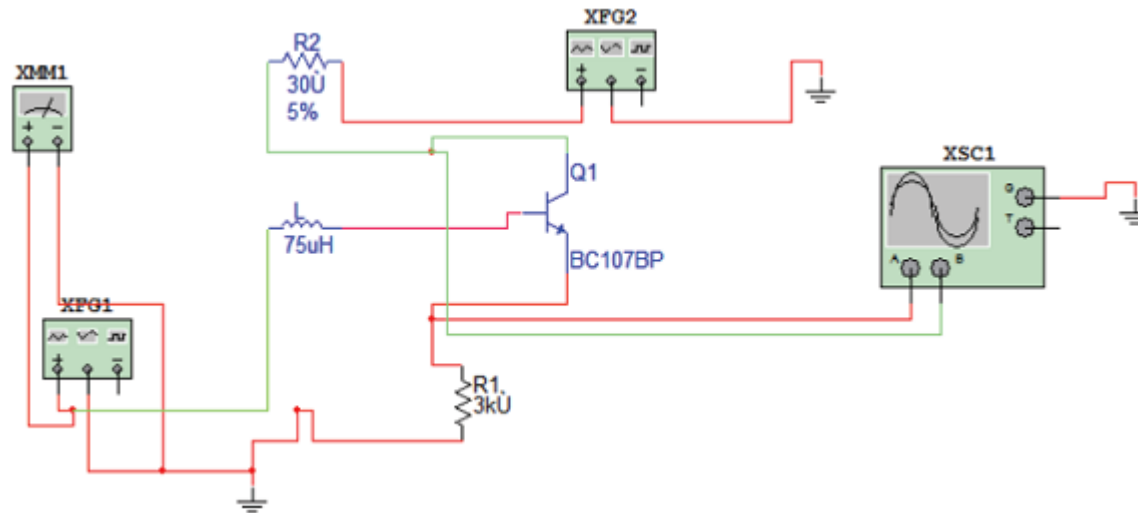 XFG2
R2
30Ù
5%
XMM1
+ −
+ −
Q1
XSC1
G
T
L
75uH
BC107BP
A B
XFG1
+ −
R1
3kÙ